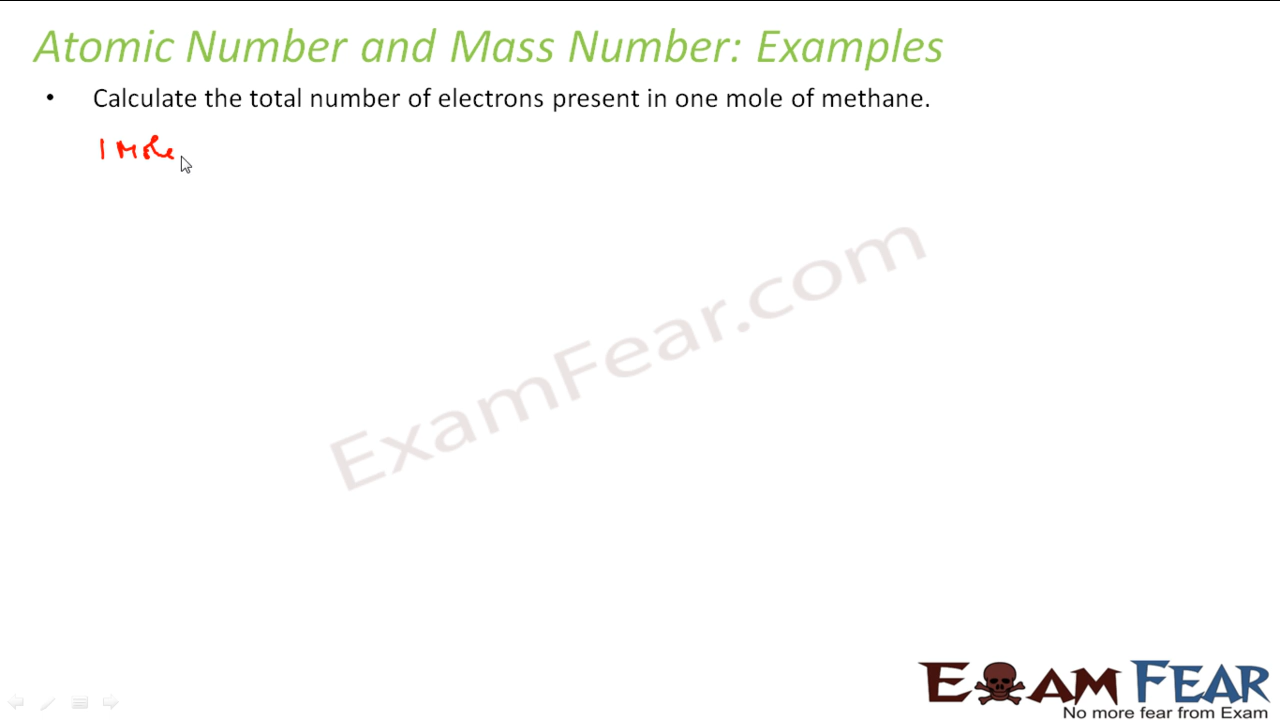 Atomic Number and Mass Number: Examples
• Calculate the total number of electrons present in one mole of methane.
1 Mole
ExamFear.com
EXAM FEAR
No more fear from Exam